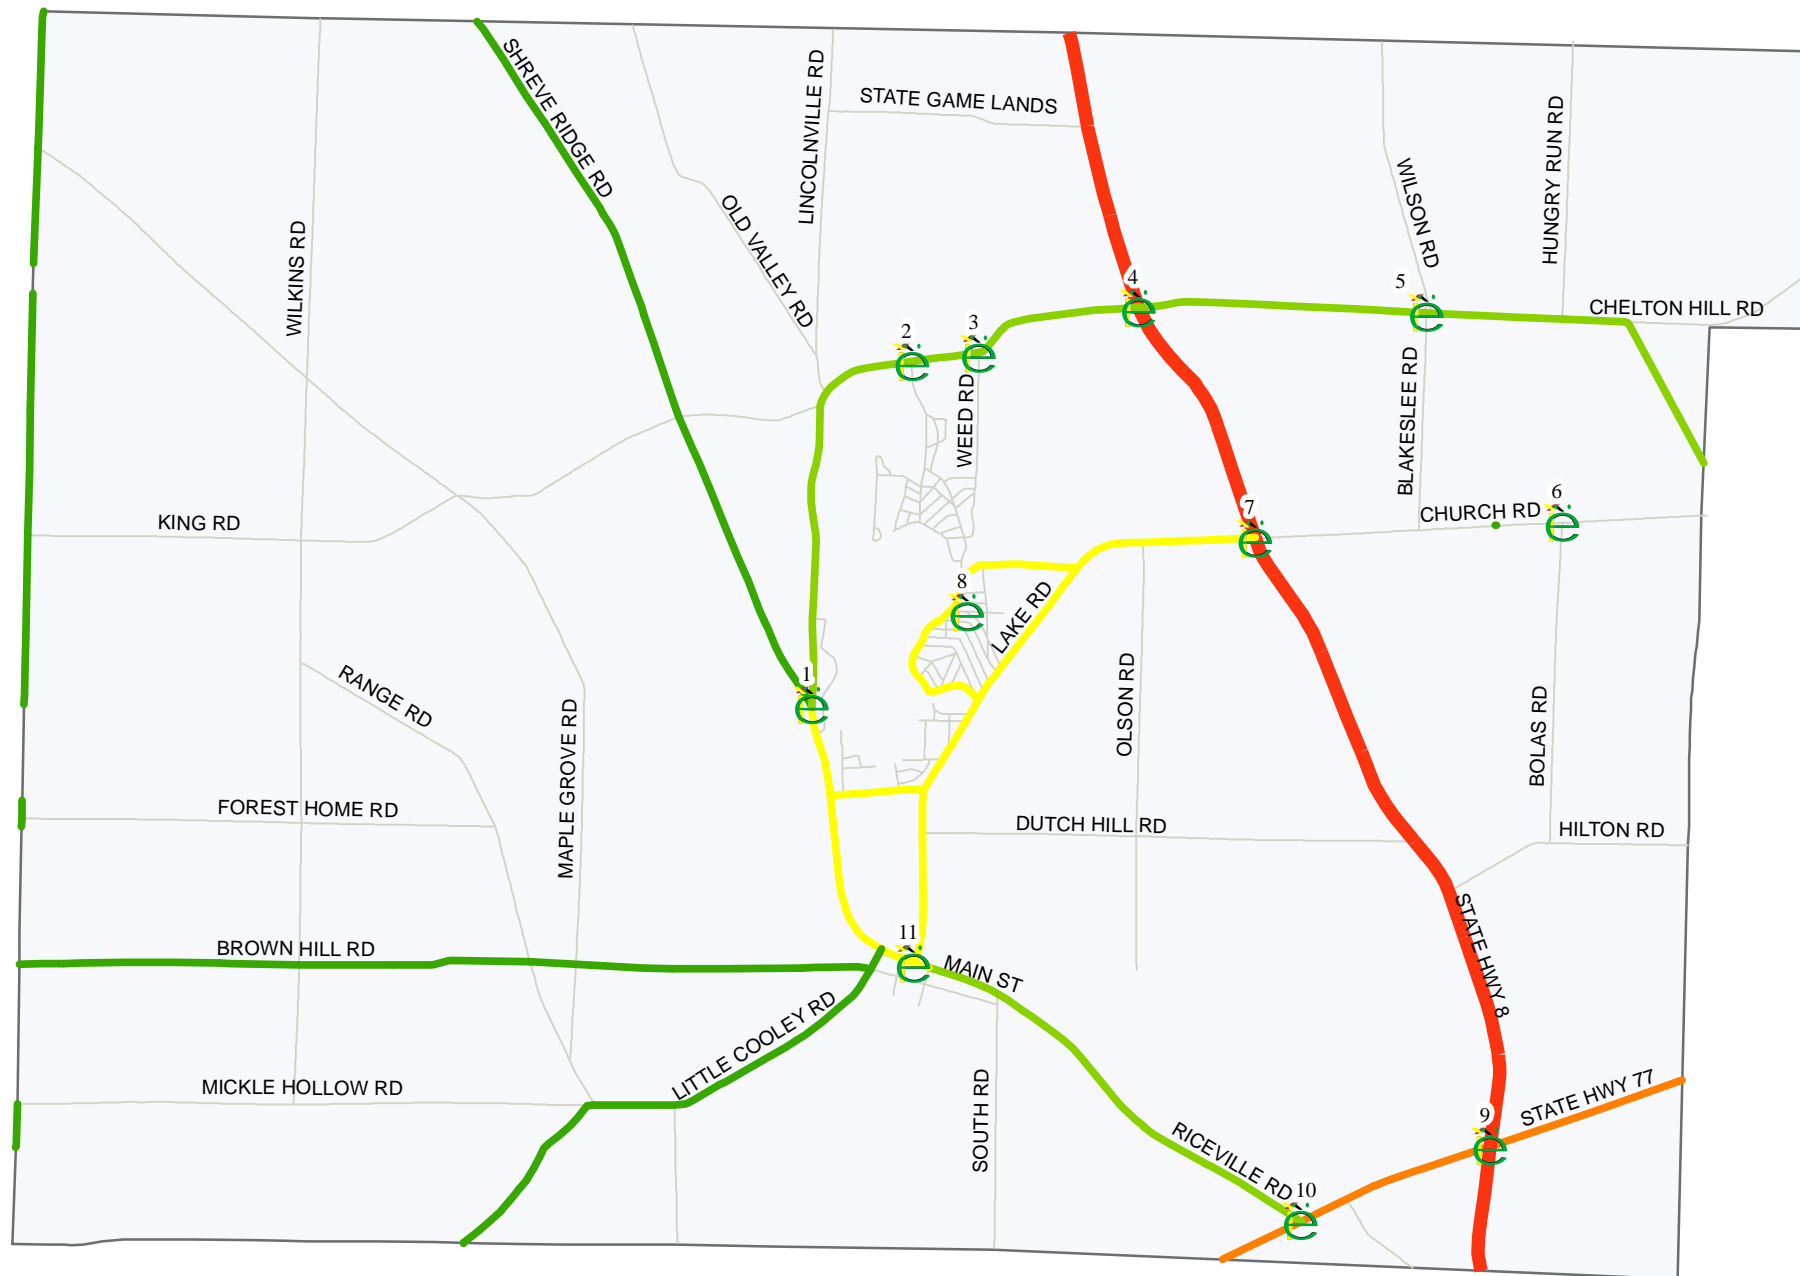 SHREVE RIDGE RD
LINCOLNVILLE RD
STATE GAME LANDS
HUNGRY RUN RD
WILSON RD
OLD VALLEY RD
WILKINS RD
4
5
CHELTON HILL RD
2
3
WEED RD
BLAKESLEE RD
6
7
CHURCH RD
KING RD
8
LAKE RD
OLSON RD
1
RANGE RD
MAPLE GROVE RD
BOLAS RD
FOREST HOME RD
DUTCH HILL RD
HILTON RD
11
BROWN HILL RD
MAIN ST
STATE HWY 8
LITTLE COOLEY RD
MICKLE HOLLOW RD
SOUTH RD
STATE HWY 77
9
RICEVILLE RD
10
e
e
e
e
e
e
e
e
e
e
e